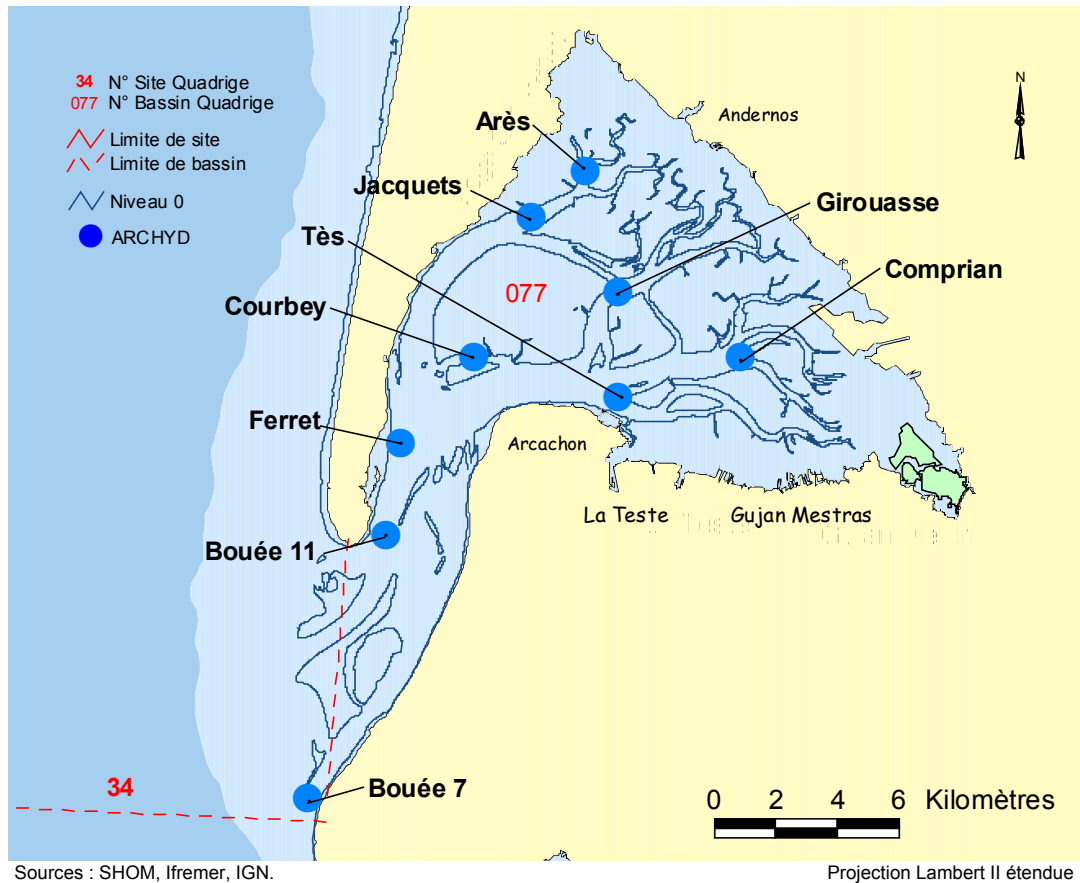 34 N° Site Quadrige
077 N° Bassin Quadrige
Limite de site
Limite de bassin
Niveau 0
ARCHYD
N
Andernos
Arès
Jacquets
Girouasse
Tès
Comprian
077
Courbey
Ferret
Arcachon
La Teste
Gujan Mestras
Bouée 11
34
Bouée 7
0 2 4 6 Kilomètres
Sources : SHOM, Ifremer, IGN.
Projection Lambert II étendue